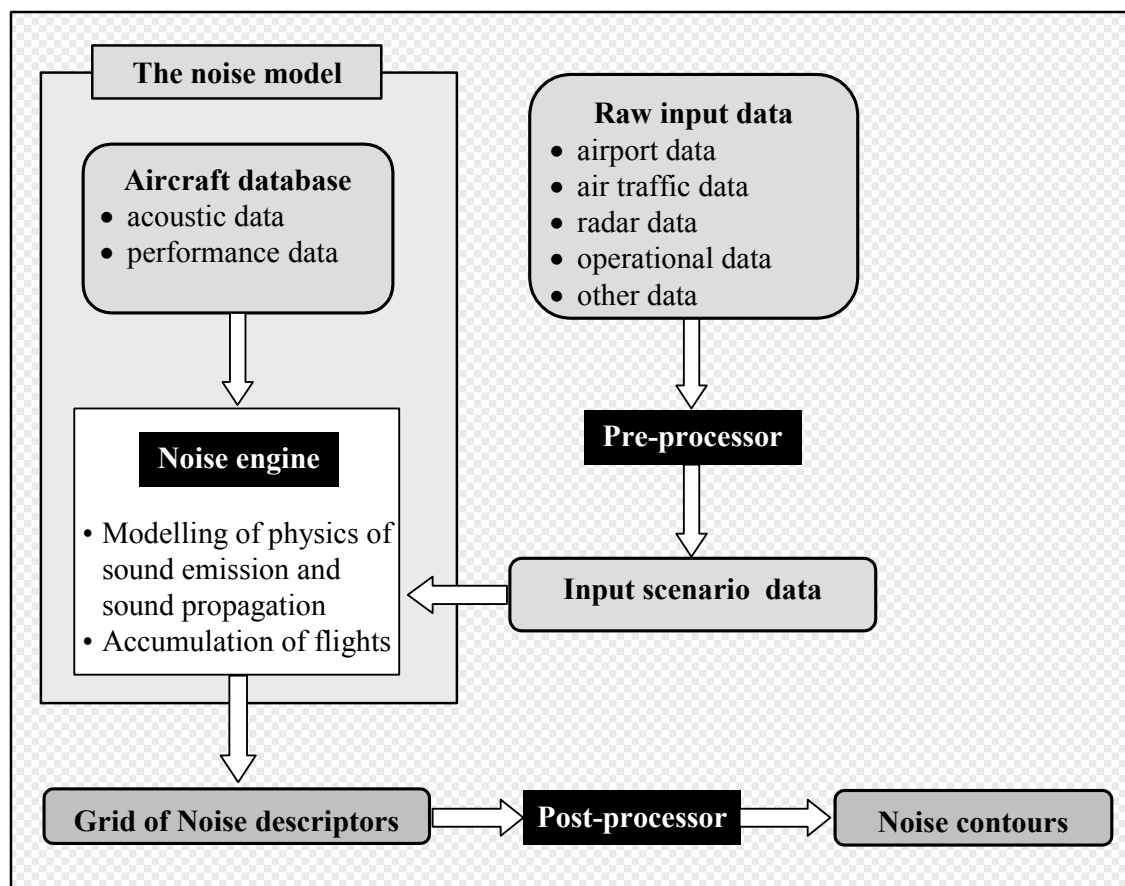 The noise model
Aircraft database
• acoustic data
• performance data
Noise engine
• Modelling of physics of
sound emission and
sound propagation
• Accumulation of flights
Raw input data
• airport data
• air traffic data
• radar data
• operational data
• other data
Pre-processor
Input scenario data
Grid of Noise descriptors
Post-processor
Noise contours